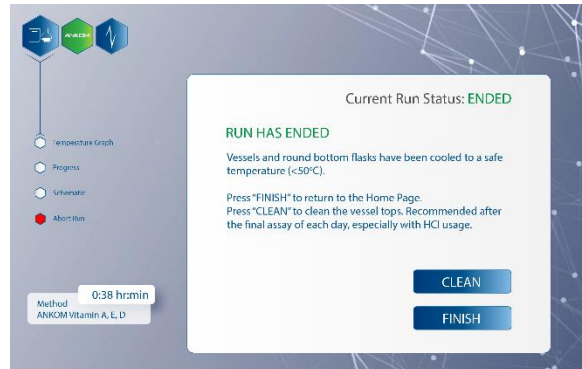 ANKOM
Temperature Graph
Progress
Schematic
Abort Run
0:38 hr:min
Method
ANKOM Vitamin A, E, D
Current Run Status: ENDED
RUN HAS ENDED
Vessels and round bottom flasks have been cooled to a safe
temperature (<50°C).
Press "FINISH" to return to the Home Page.
Press "CLEAN" to clean the vessel tops. Recommended after
the final assay of each day, especially with HCl usage.
CLEAN
FINISH